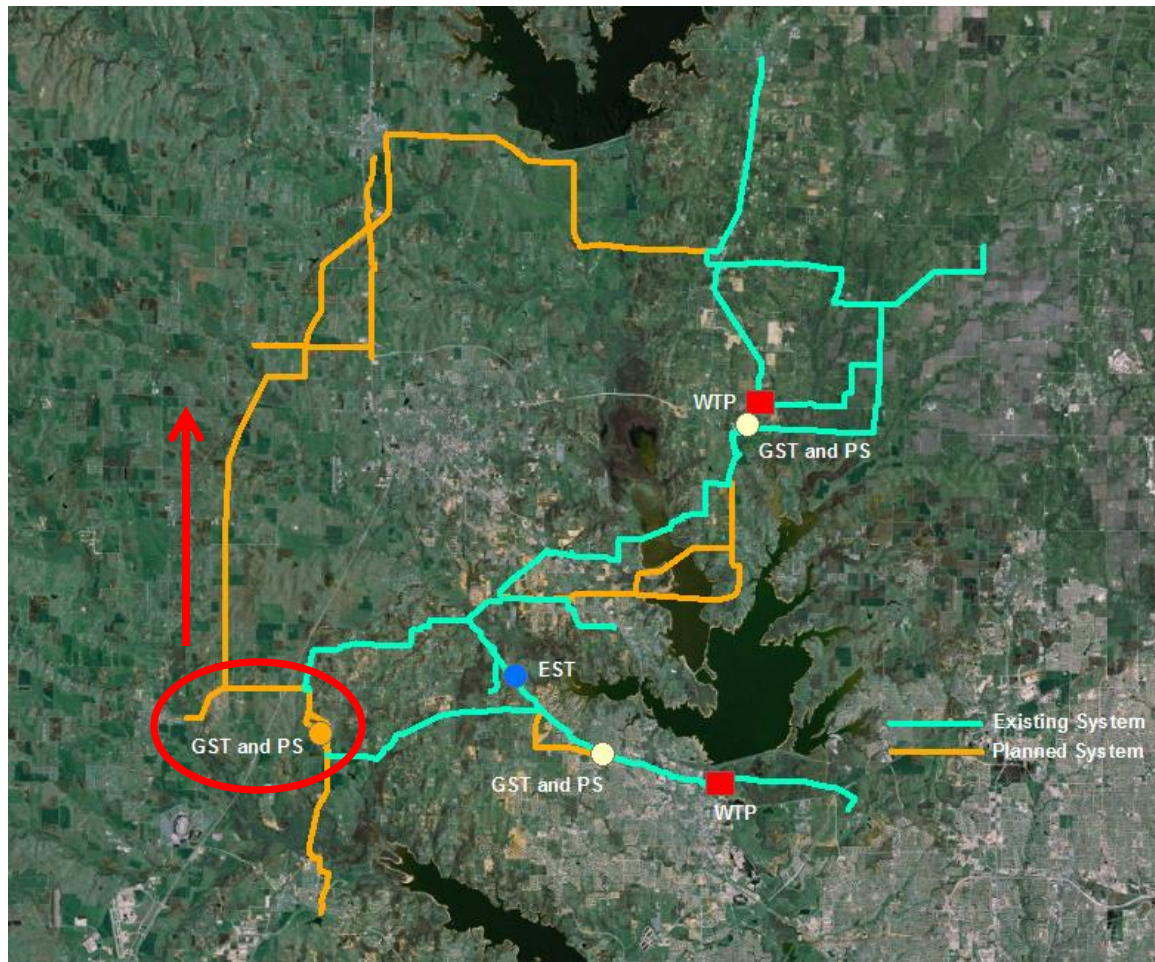 WTP
GST and PS
EST
Existing System
GST and PS
Planned System
GST and PS
WTP